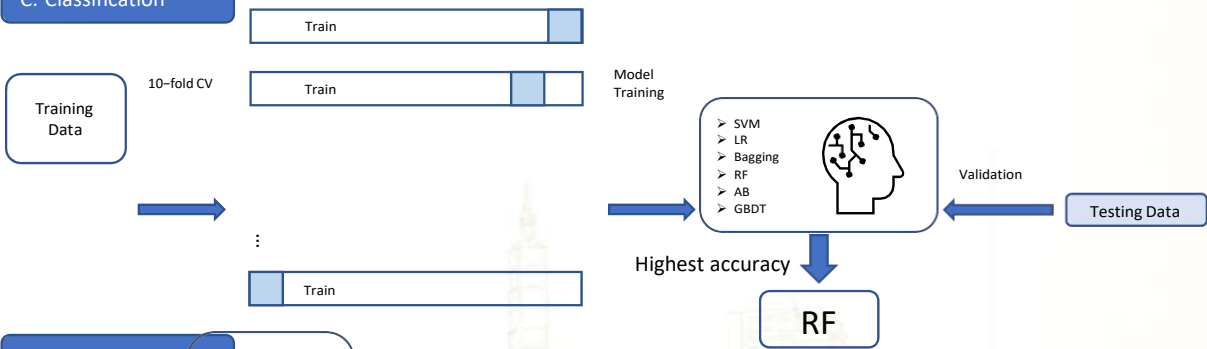 C. Classification
Train
10-fold CV
Train
Model
Training
Training
Data
➢ SVM
➢ LR
➢ Bagging
➢ RF
➢ AB
➢ GBDT
Validation
Testing Data
⋮
Highest accuracy
Train
RF